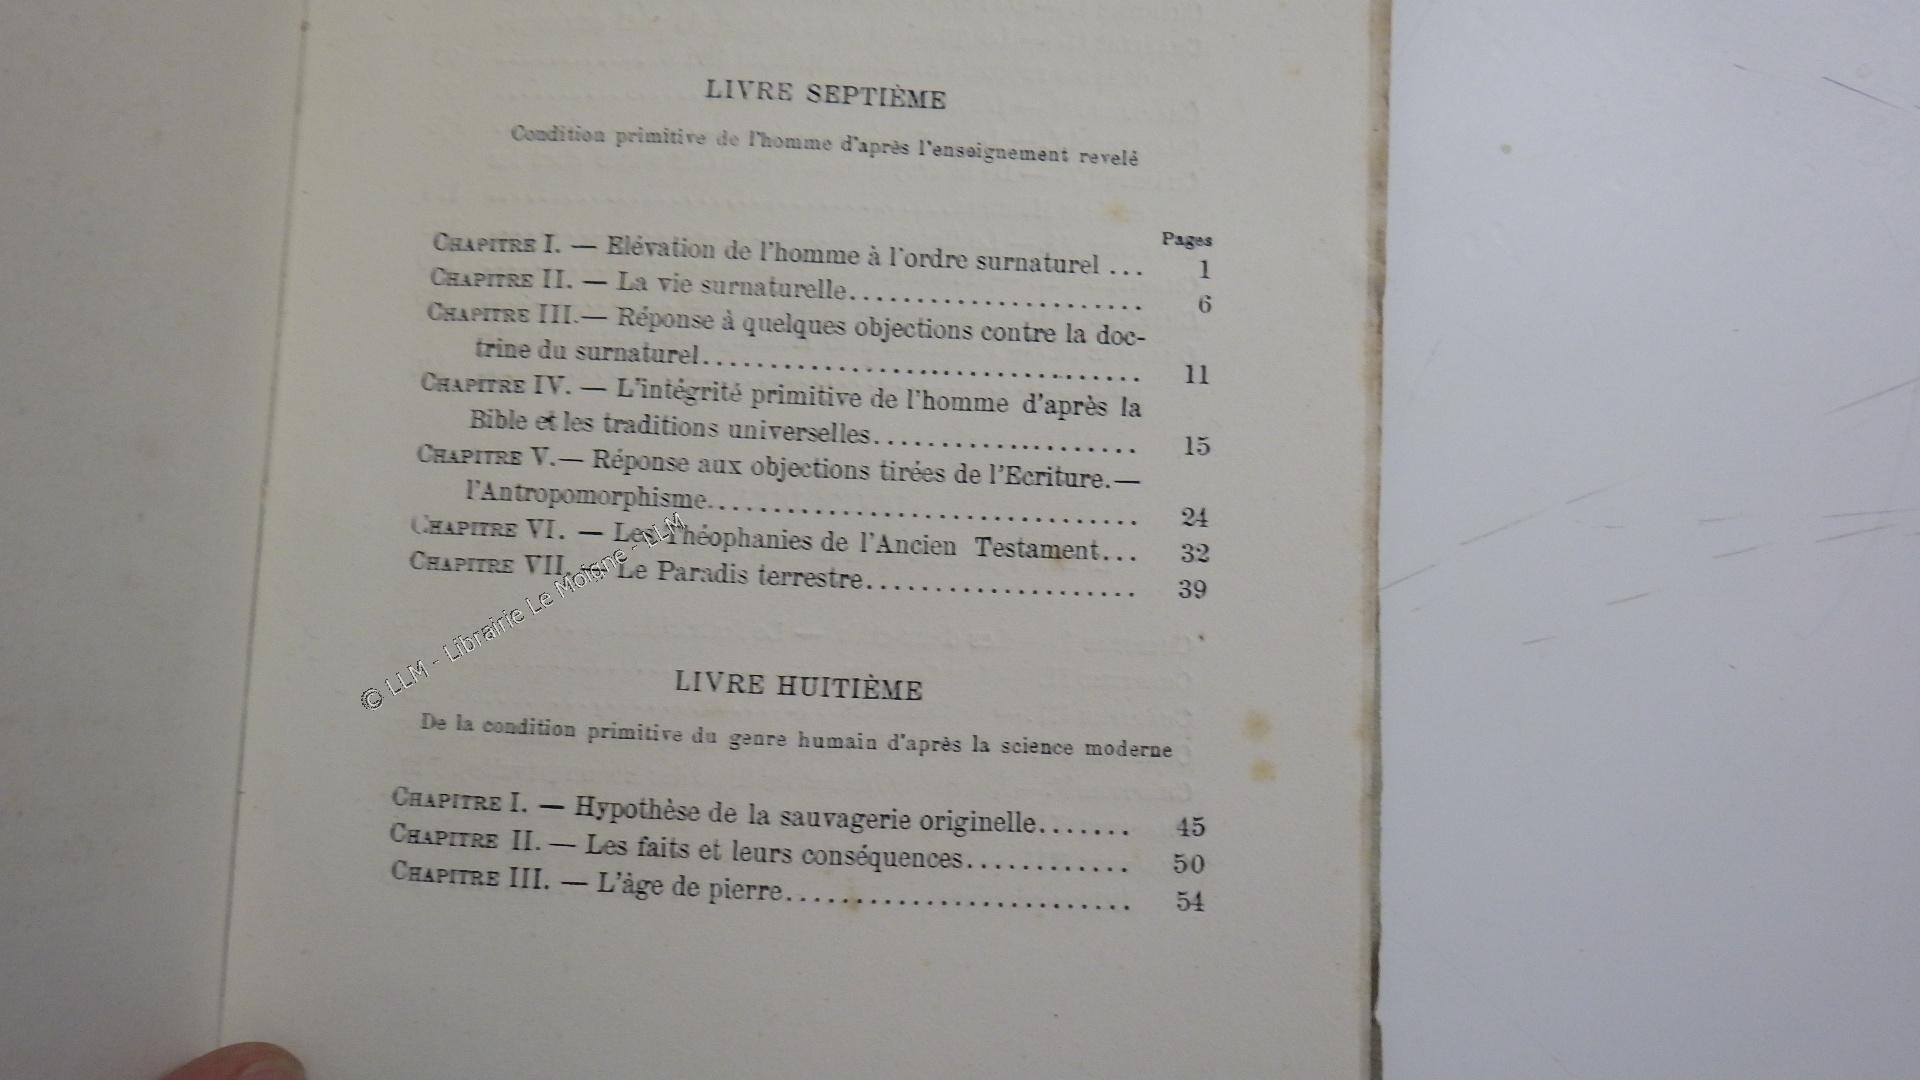 LIVRE SEPTIÈME
Condition primitive de l'homme d'après l'enseignement revelé
Pages
CHAPITRE I. — Elévation de l'homme à l'ordre surnaturel ... 1
CHAPITRE II. — La vie surnaturelle...................... 6
CHAPITRE III.— Réponse à quelques objections contre la doc-
trine du surnaturel................................. 11
CHAPITRE IV. — L'intégrité primitive de l'homme d'après la
Bible et les traditions universelles.................... 15
CHAPITRE V.— Réponse aux objections tirées de l'Ecriture.—
l'Antropomorphisme................................ 24
CHAPITRE VI. — Les Théophanies de l'Ancien Testament... 32
CHAPITRE VII. — Le Paradis terrestre.................... 39
© LLM - Librairie Le Moigne - LLM
LIVRE HUITIÈME
De la condition primitive du genre humain d'après la science moderne
CHAPITRE I. — Hypothèse de la sauvagerie originelle....... 45
CHAPITRE II. — Les faits et leurs conséquences............ 50
CHAPITRE III. — L'âge de pierre.......................... 54